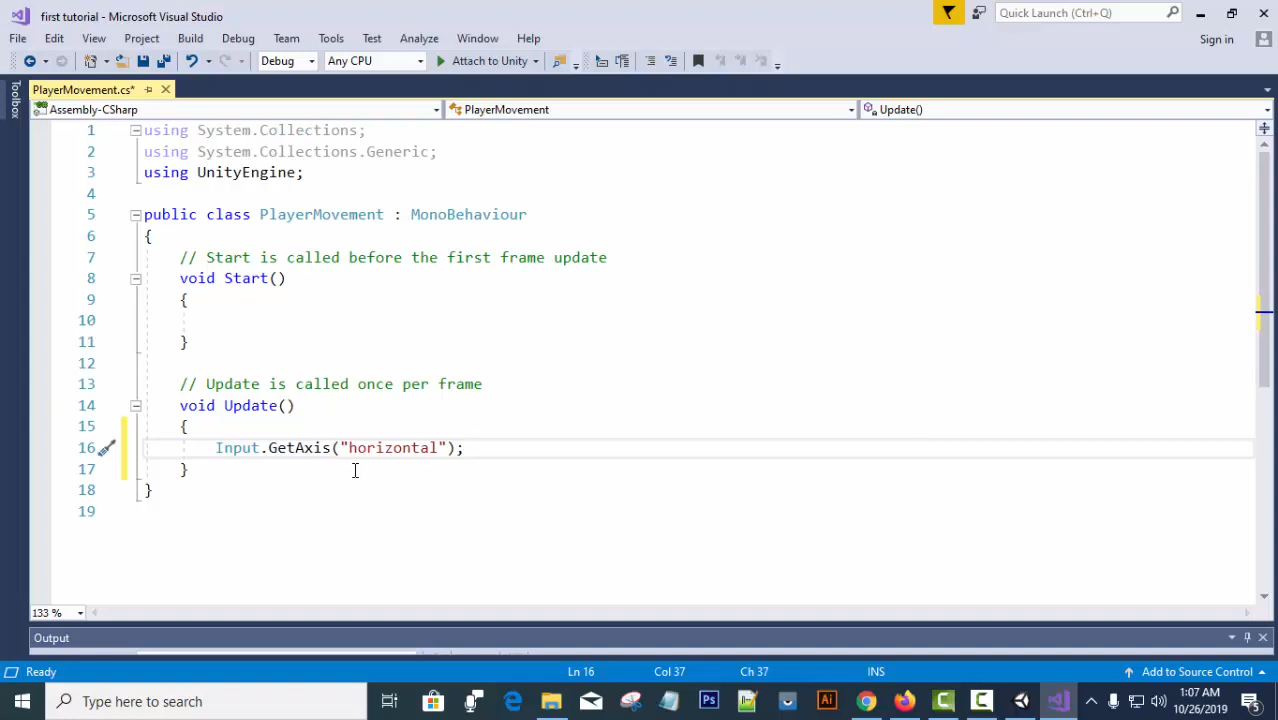 first tutorial - Microsoft Visual Studio
Quick Launch (Ctrl+Q)
File Edit View Project Build Debug Team Tools Test Analyze Window Help
Sign in
Debug Any CPU Attach to Unity
Toolbox
PlayerMovement.cs*
Assembly-CSharp PlayerMovement Update()
1 using System.Collections;
2 using System.Collections.Generic;
3 using UnityEngine;
4
5 public class PlayerMovement : MonoBehaviour
6 {
7 // Start is called before the first frame update
8 void Start()
9 {
10
11 }
12
13 // Update is called once per frame
14 void Update()
15 {
16 Input.GetAxis("horizontal");
17 }
18 }
19
133 %
Output
Ready Ln 16 Col 37 Ch 37 INS Add to Source Control
Type here to search
Ps
Ai
1:07 AM
10/26/2019
5